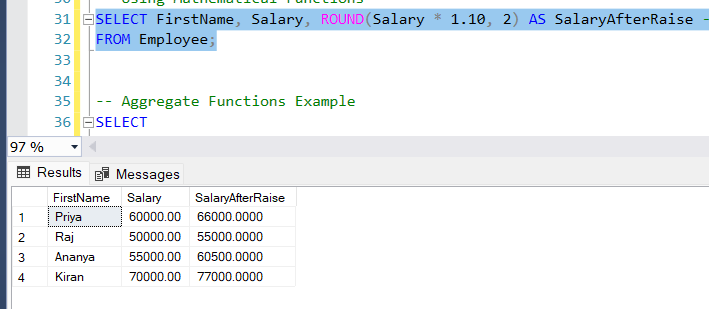 -- Using Mathematical Functions
31 SELECT FirstName, Salary, ROUND(Salary * 1.10, 2) AS SalaryAfterRaise -
32 FROM Employee;
33
34
35 -- Aggregate Functions Example
36 SELECT
97 %
Results Messages
FirstName Salary SalaryAfterRaise
1 Priya 60000.00 66000.0000
2 Raj 50000.00 55000.0000
3 Ananya 55000.00 60500.0000
4 Kiran 70000.00 77000.0000